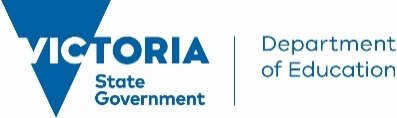 VICTORIA
State
Government
Department
of Education